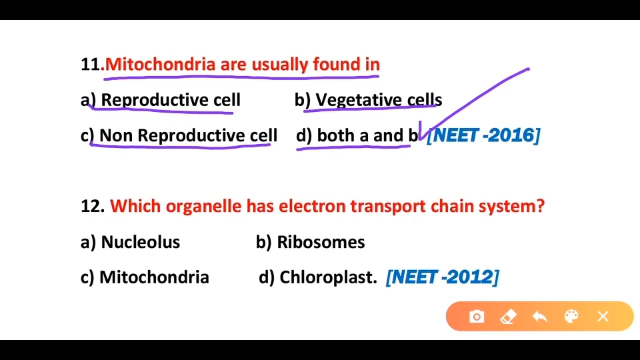 11.Mitochondria are usually found in
a) Reproductive cell b) Vegetative cells
c) Non Reproductive cell d) both a and b [NEET -2016]
12. Which organelle has electron transport chain system?
a) Nucleolus b) Ribosomes
c) Mitochondria d) Chloroplast. [NEET -2012]